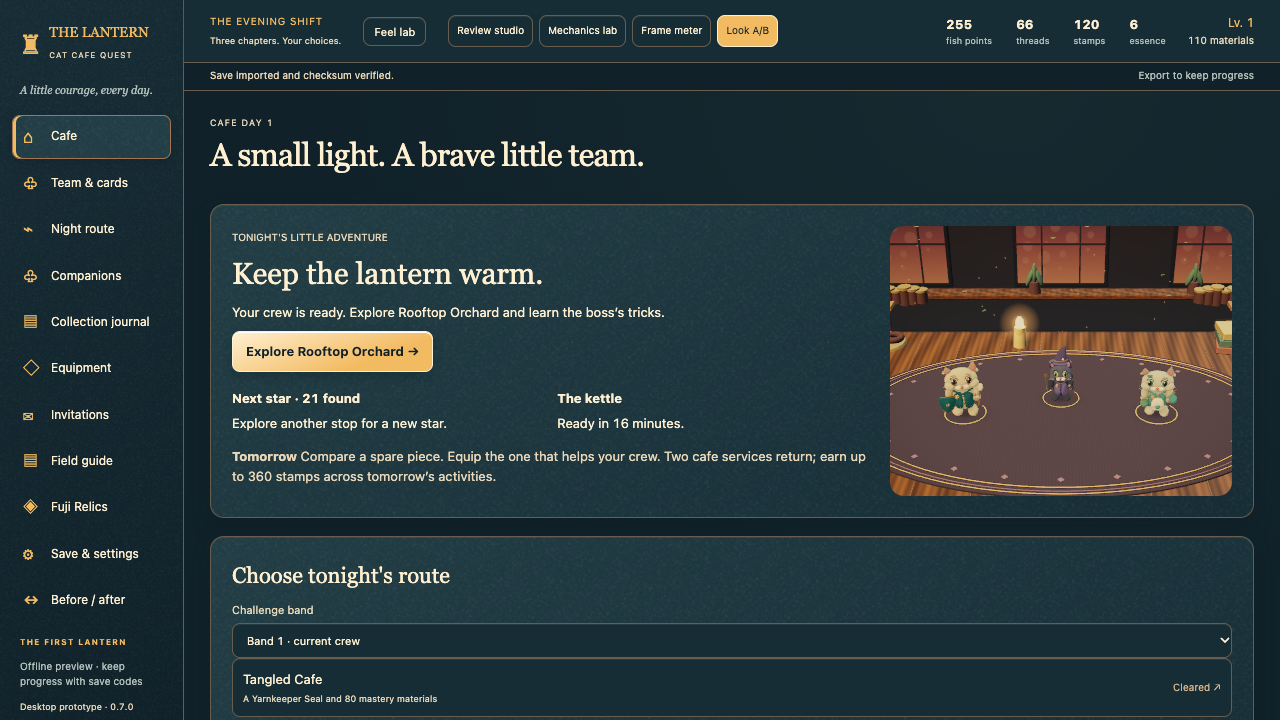 THE LANTERN
CAT CAFE QUEST
A little courage, every day.
Cafe
Team & cards
Night route
Companions
Collection journal
Equipment
Invitations
Field guide
Fuji Relics
Save & settings
Before / after
THE FIRST LANTERN
Offline preview · keep
progress with save codes
Desktop prototype · 0.7.0
THE EVENING SHIFT
Three chapters. Your choices.
Feel lab
Review studio
Mechanics lab
Frame meter
Look A/B
255
fish points
66
threads
120
stamps
6
essence
Lv. 1
110 materials
Save imported and checksum verified.
Export to keep progress
CAFE DAY 1
A small light. A brave little team.
TONIGHT'S LITTLE ADVENTURE
Keep the lantern warm.
Your crew is ready. Explore Rooftop Orchard and learn the boss's tricks.
Explore Rooftop Orchard →
Next star · 21 found
Explore another stop for a new star.
The kettle
Ready in 16 minutes.
Tomorrow Compare a spare piece. Equip the one that helps your crew. Two cafe services return; earn up
to 360 stamps across tomorrow's activities.
Choose tonight's route
Challenge band
Band 1 · current crew
Tangled Cafe
A Yarnkeeper Seal and 80 mastery materials
Cleared ↗